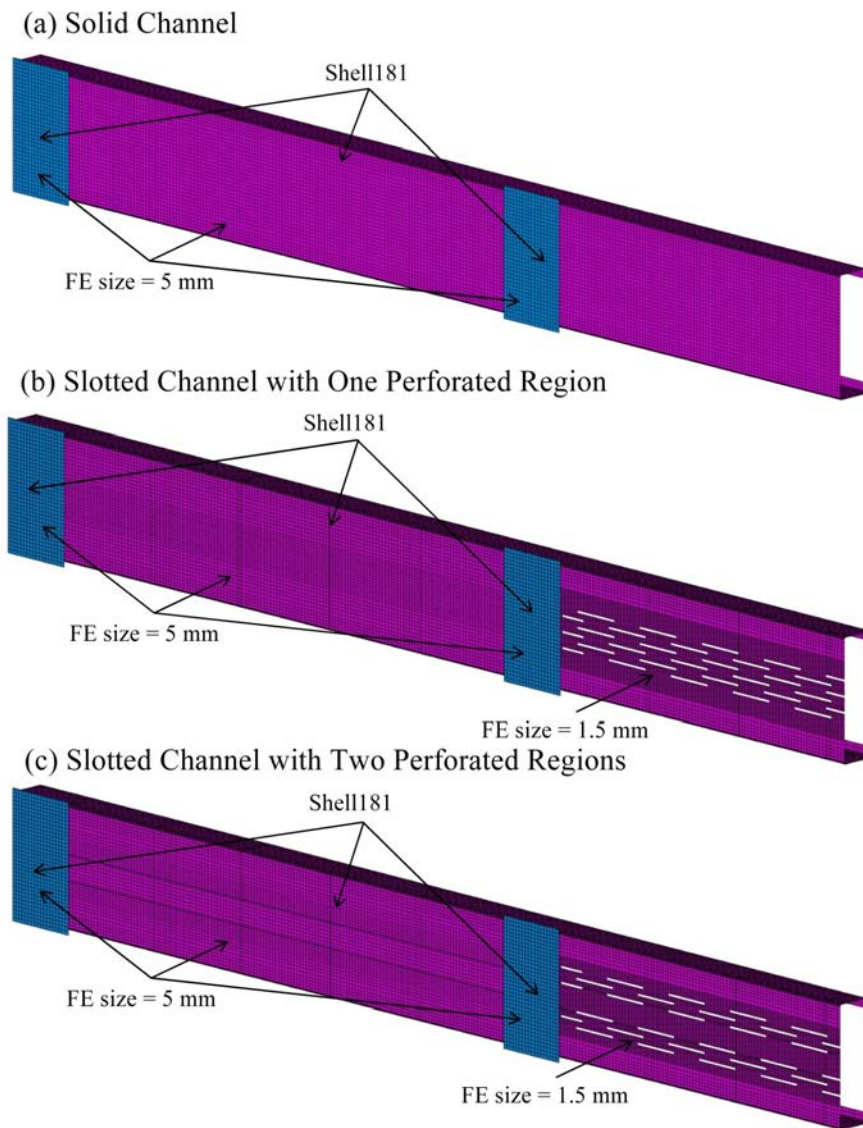 (a) Solid Channel
Shell181
FE size = 5 mm
(b) Slotted Channel with One Perforated Region
Shell181
FE size = 5 mm
FE size = 1.5 mm
(c) Slotted Channel with Two Perforated Regions
Shell181
FE size = 5 mm
FE size = 1.5 mm